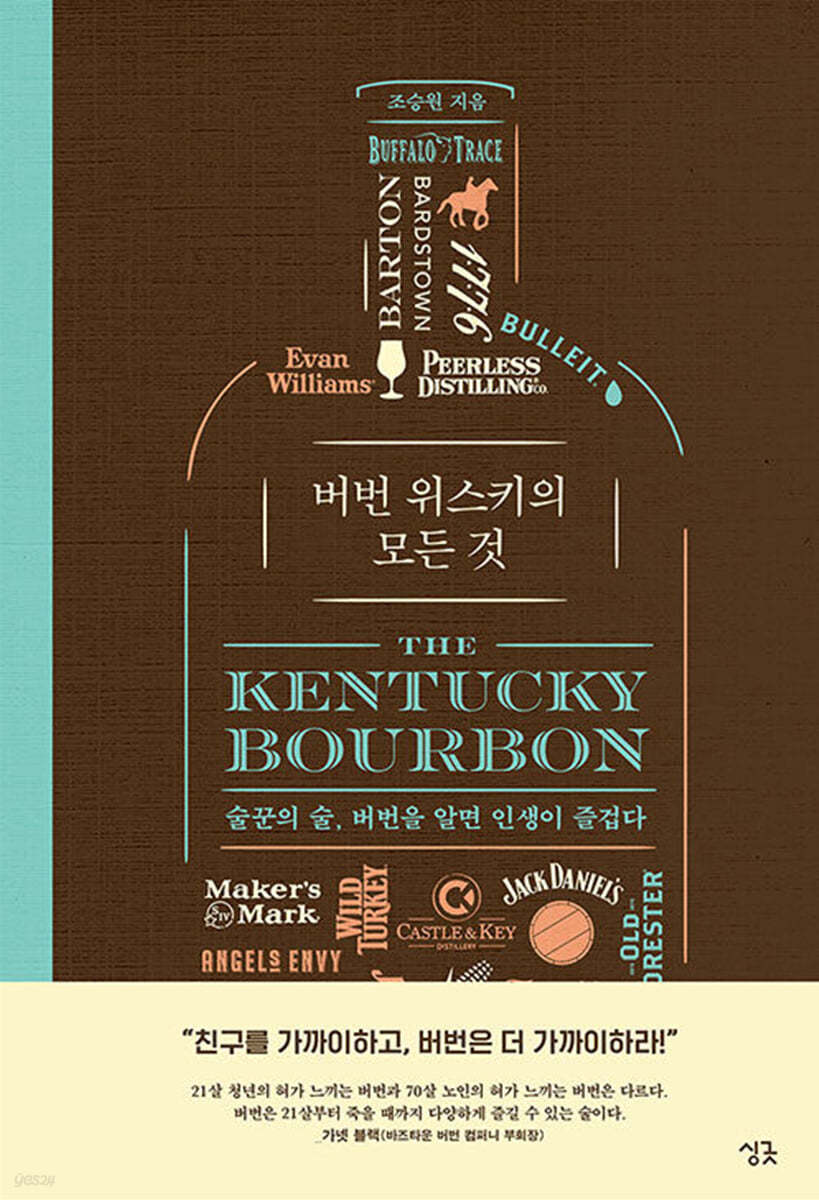 조승원 지음
BUFFALO TRACE
BARTON
BARDSTOWN
1776
BULLEIT.
Evan
Williams
PEERLESS
DISTILLING CO.
버번 위스키의
모든 것
THE
KENTUCKY
BOURBON
술꾼의 술, 버번을 알면 인생이 즐겁다
Maker's
SIV Mark
WILD
TURKEY
CASTLE & KEY
DISTILLERY
JACK DANIEL'S
OLD
FORESTER
ANGEL'S ENVY
“친구를 가까이하고, 버번은 더 가까이하라!”
21살 청년의 혀가 느끼는 버번과 70살 노인의 혀가 느끼는 버번은 다르다.
버번은 21살부터 죽을 때까지 다양하게 즐길 수 있는 술이다.
_가넷 블랙(바즈타운 버번 컴퍼니 부회장)
싱긋
yes24